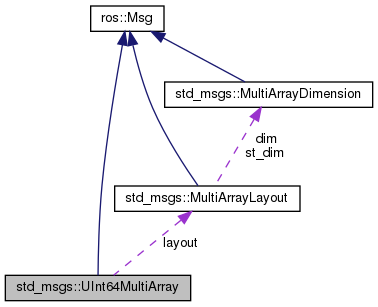 ros::Msg
std_msgs::MultiArrayDimension
dim
st_dim
std_msgs::MultiArrayLayout
layout
std_msgs::UInt64MultiArray